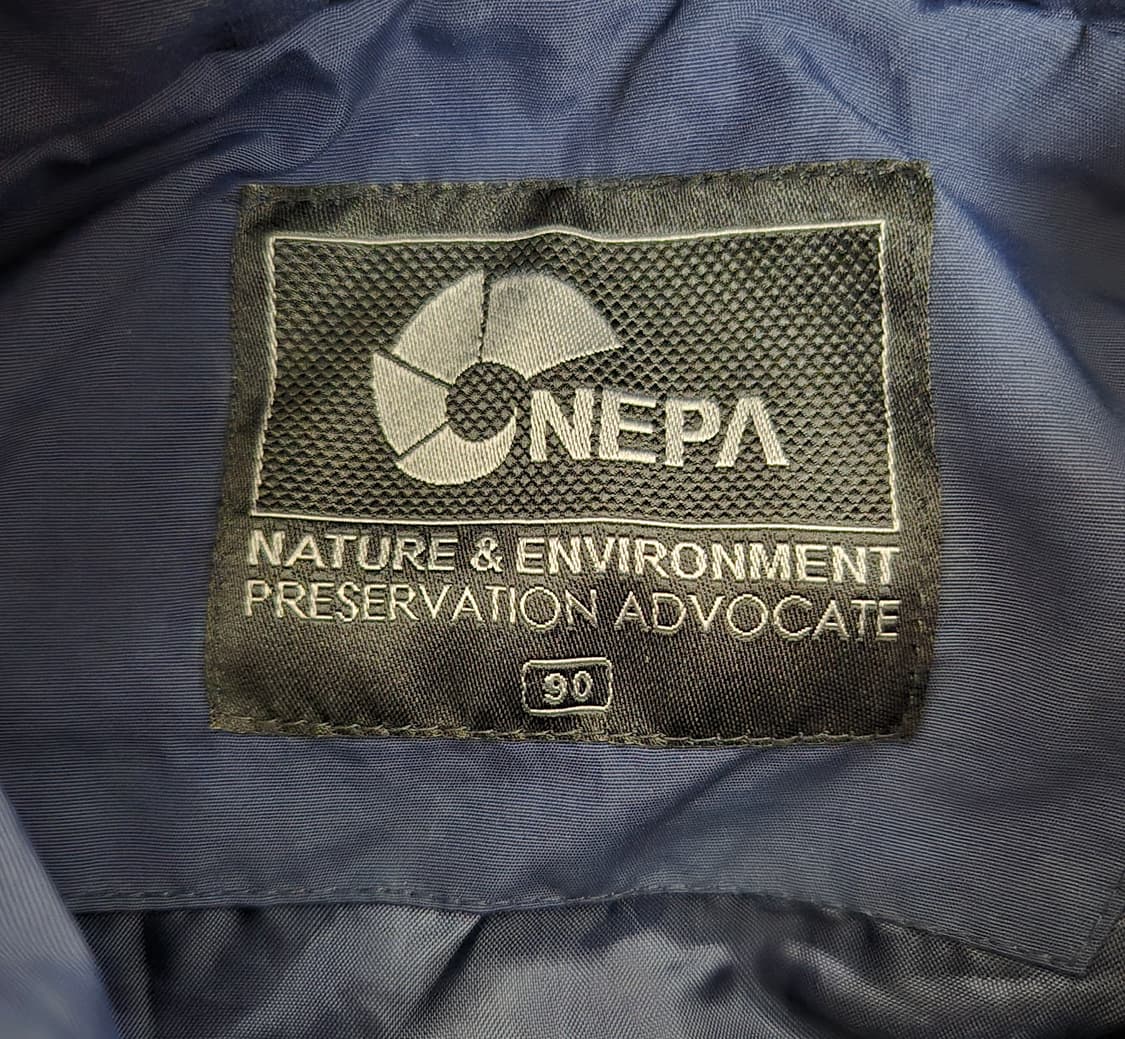 NEPA
NATURE & ENVIRONMENT
PRESERVATION ADVOCATE
90